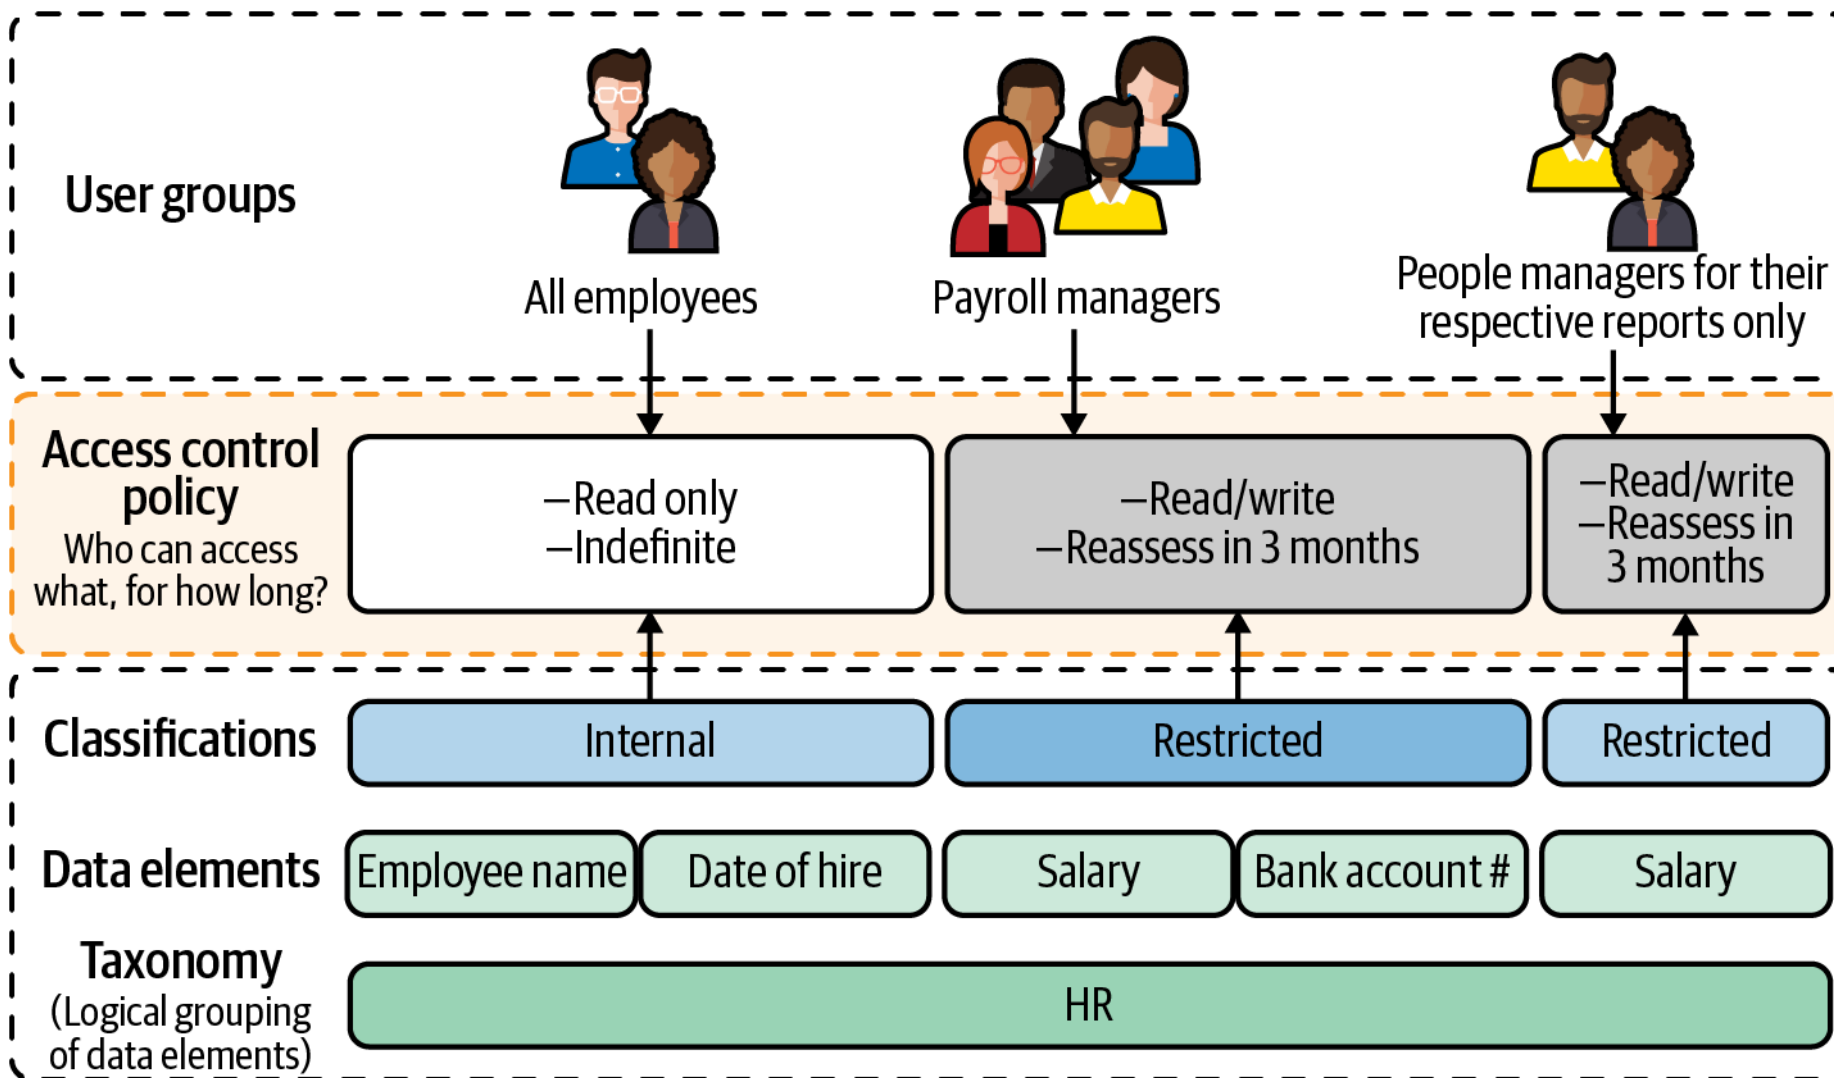 User groups
All employees
Payroll managers
People managers for their
respective reports only
Access control
policy
Who can access
what, for how long?
–Read only
–Indefinite
–Read/write
–Reassess in 3 months
–Read/write
–Reassess in
3 months
Classifications
Internal
Restricted
Restricted
Data elements
Employee name
Date of hire
Salary
Bank account #
Salary
Taxonomy
(Logical grouping
of data elements)
HR